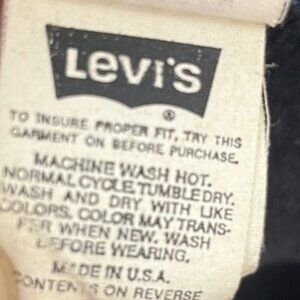 Levi's
®
TO INSURE PROPER FIT, TRY THIS
GARMENT ON BEFORE PURCHASE.
MACHINE WASH HOT.
NORMAL CYCLE. TUMBLE DRY.
WASH AND DRY WITH LIKE
COLORS. COLOR MAY TRANS-
FER WHEN NEW. WASH
BEFORE WEARING.
MADE IN U.S.A.
CONTENTS ON REVERSE